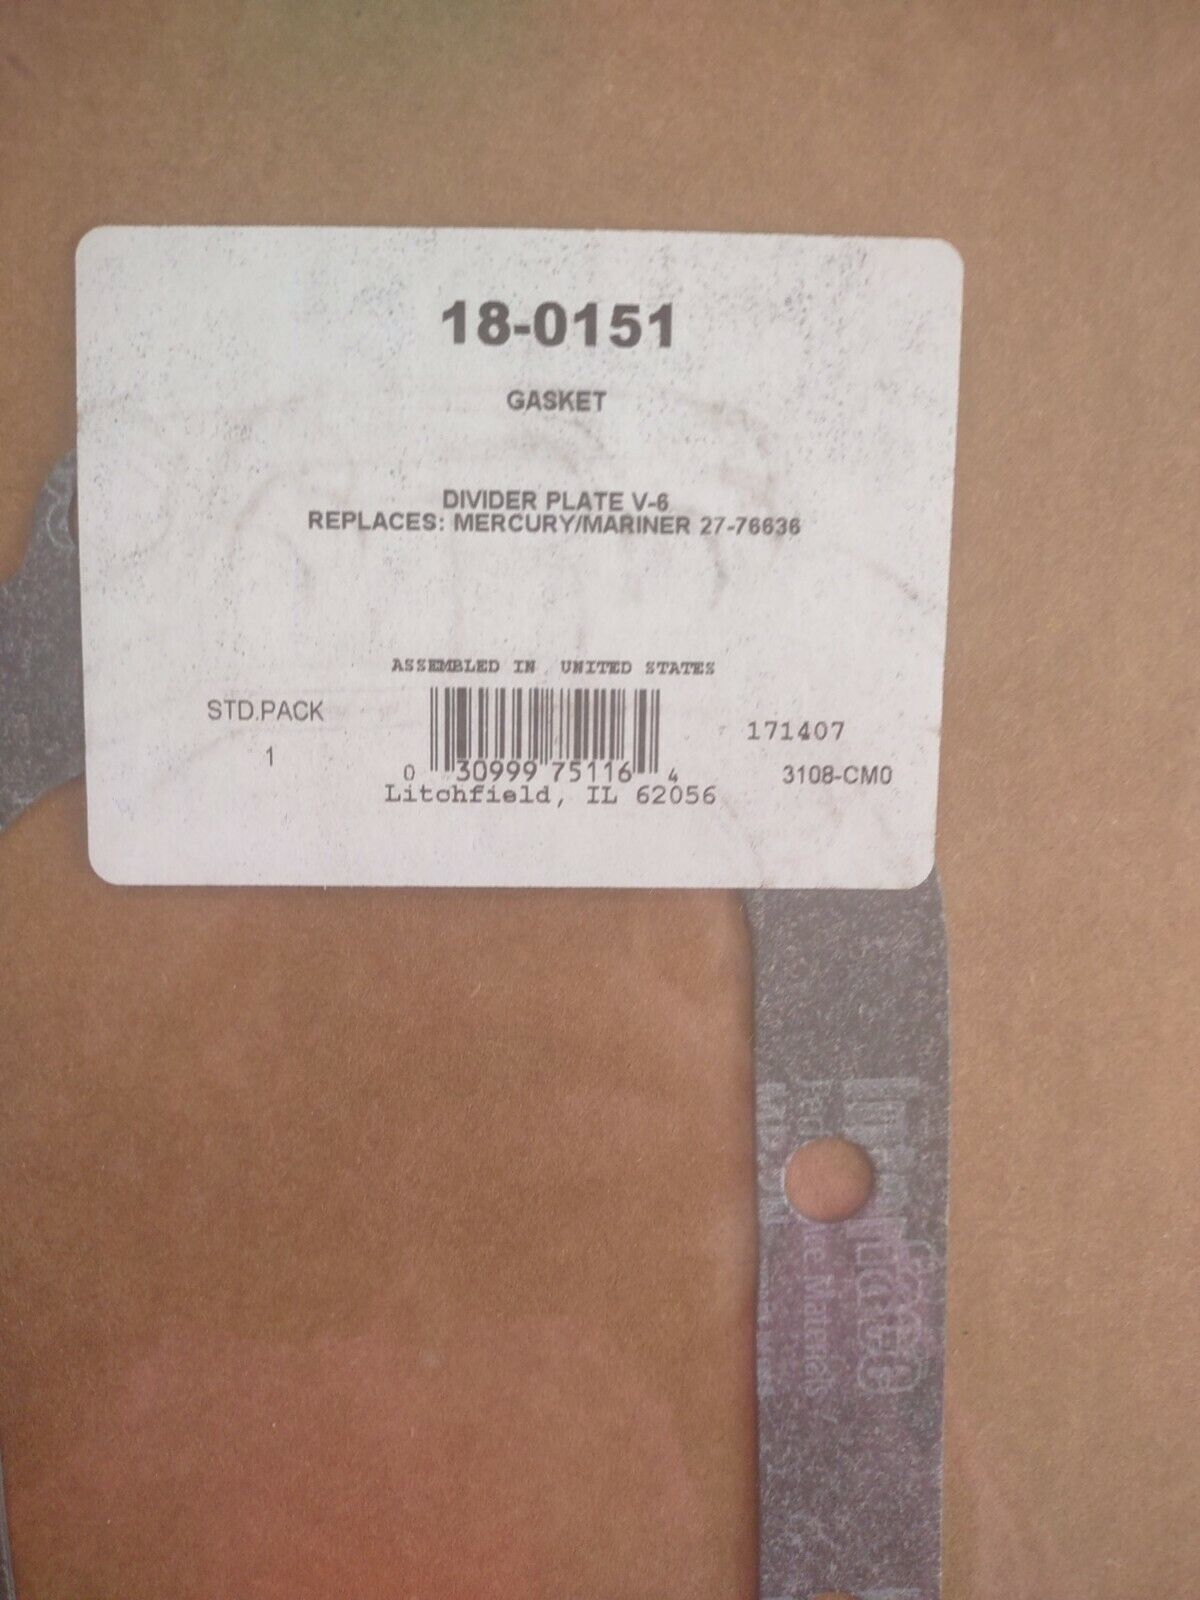 18-0151
GASKET
DIVIDER PLATE V-6
REPLACES: MERCURY/MARINER 27-76636
ASSEMBLED IN UNITED STATES
STD.PACK
1
171407
0 30999 75116 4
3108-CM0
Litchfield, IL 62056
Materials